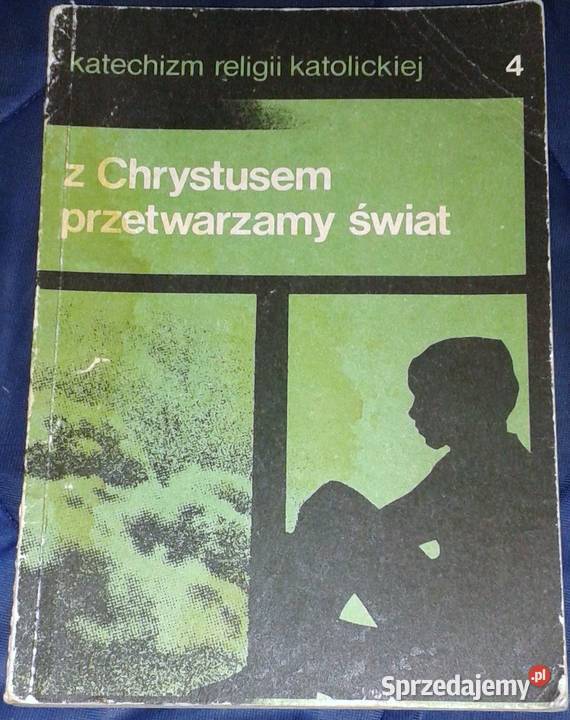 katechizm religii katolickiej 4
z Chrystusem
przetwarzamy świat
Sprzedajemy.pl